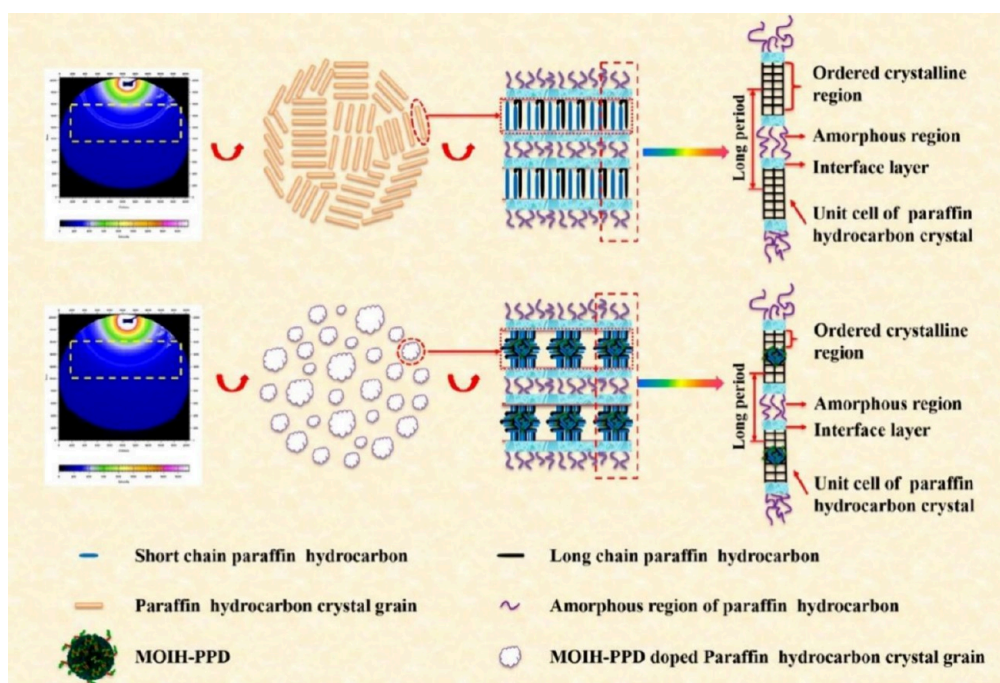 Ordered crystalline
region
Long period
Amorphous region
Interface layer
Unit cell of paraffin
hydrocarbon crystal
Ordered crystalline
region
Long period
Amorphous region
Interface layer
Unit cell of paraffin
hydrocarbon crystal
Short chain paraffin hydrocarbon
Long chain paraffin hydrocarbon
Paraffin hydrocarbon crystal grain
Amorphous region of paraffin hydrocarbon
MOIH-PPD
MOIH-PPD doped Paraffin hydrocarbon crystal grain